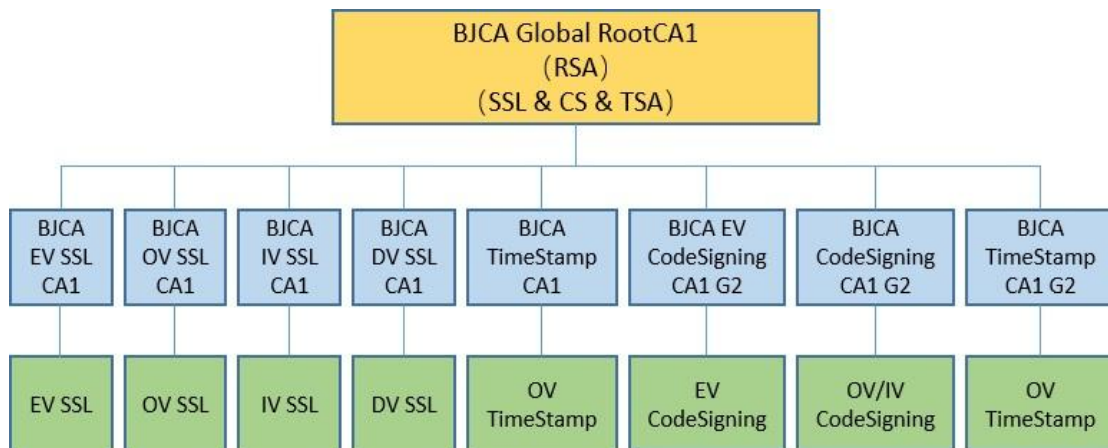 BJCA Global RootCA1
（RSA）
（SSL & CS & TSA）
BJCA
EV SSL
CA1
BJCA
OV SSL
CA1
BJCA
IV SSL
CA1
BJCA
DV SSL
CA1
BJCA
TimeStamp
CA1
BJCA EV
CodeSigning
CA1 G2
BJCA
CodeSigning
CA1 G2
BJCA
TimeStamp
CA1 G2
EV SSL
OV SSL
IV SSL
DV SSL
OV
TimeStamp
EV
CodeSigning
OV/IV
CodeSigning
OV
TimeStamp